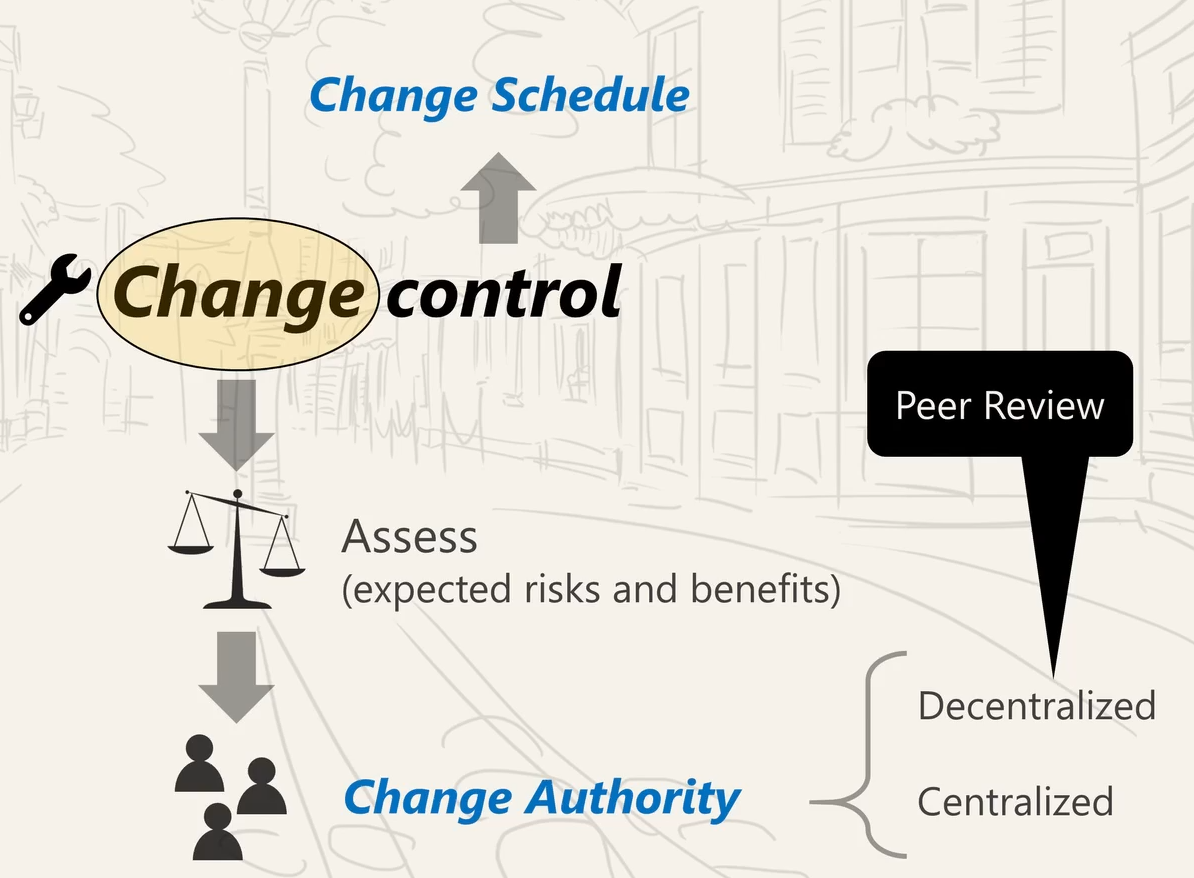 Change Schedule
Change control
Peer Review
Assess
(expected risks and benefits)
Decentralized
Change Authority
Centralized